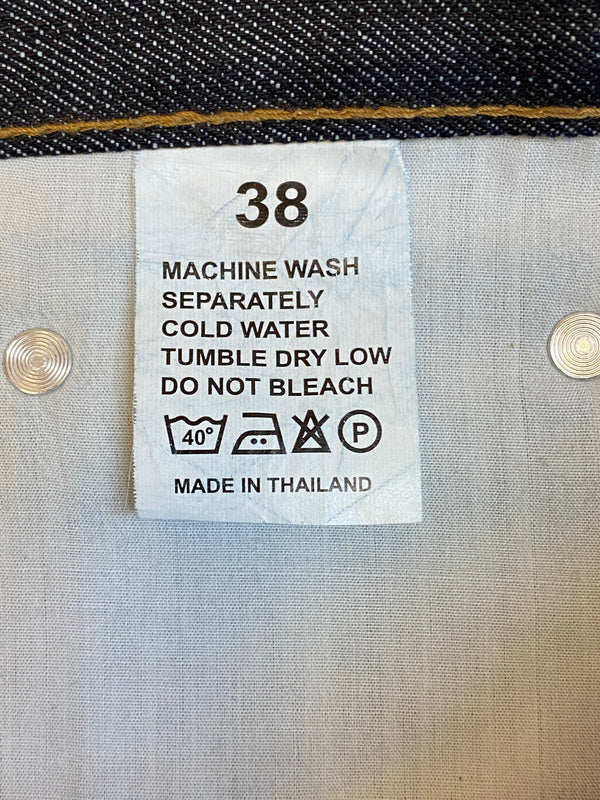 38
MACHINE WASH
SEPARATELY
COLD WATER
TUMBLE DRY LOW
DO NOT BLEACH
40° P
MADE IN THAILAND